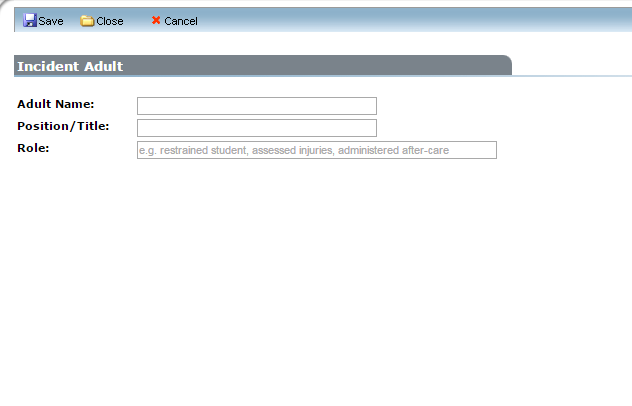 Save Close Cancel
Incident Adult
Adult Name:
Position/Title:
Role: e.g. restrained student, assessed injuries, administered after-care